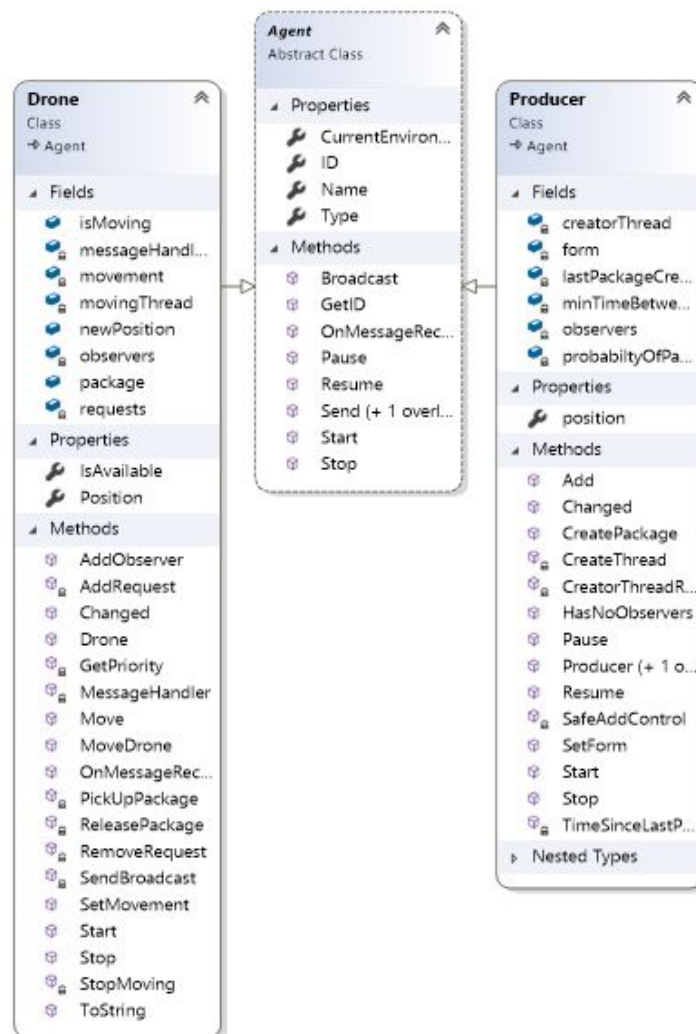 Drone
Class
Agent
Fields
isMoving
messageHandl...
movement
movingThread
newPosition
observers
package
requests
Properties
IsAvailable
Position
Methods
AddObserver
AddRequest
Changed
Drone
GetPriority
MessageHandler
Move
MoveDrone
OnMessageRec...
PickUpPackage
ReleasePackage
RemoveRequest
SendBroadcast
SetMovement
Start
Stop
StopMoving
ToString
Agent
Abstract Class
Properties
CurrentEnviron...
ID
Name
Type
Methods
Broadcast
GetID
OnMessageRec...
Pause
Resume
Send (+ 1 overl...
Start
Stop
Producer
Class
Agent
Fields
creatorThread
form
lastPackageCre...
minTimeBetwe...
observers
probabiltyOfPa...
Properties
position
Methods
Add
Changed
CreatePackage
CreateThread
CreatorThreadR...
HasNoObservers
Pause
Producer (+ 1 o...
Resume
SafeAddControl
SetForm
Start
Stop
TimeSinceLastP...
Nested Types